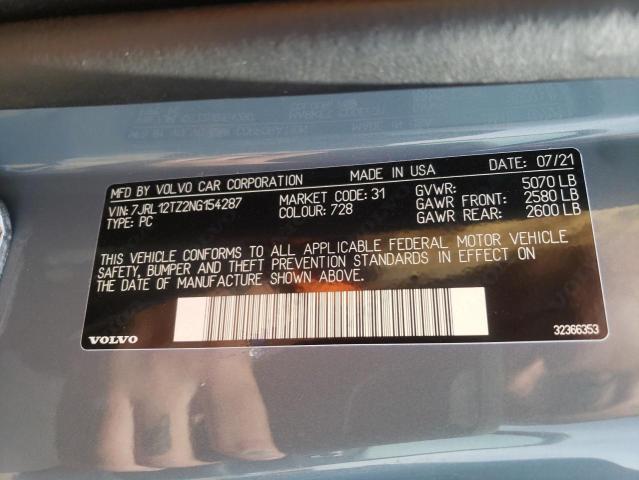 MFD BY VOLVO CAR CORPORATION MADE IN USA DATE: 07/21
VIN: 7JRL12TZ2NG154287 MARKET CODE: 31 GVWR: 5070 LB
TYPE: PC COLOUR: 728 GAWR FRONT: 2580 LB
GAWR REAR: 2600 LB
THIS VEHICLE CONFORMS TO ALL APPLICABLE FEDERAL MOTOR VEHICLE
SAFETY, BUMPER AND THEFT PREVENTION STANDARDS IN EFFECT ON
THE DATE OF MANUFACTURE SHOWN ABOVE.
VOLVO 32366353